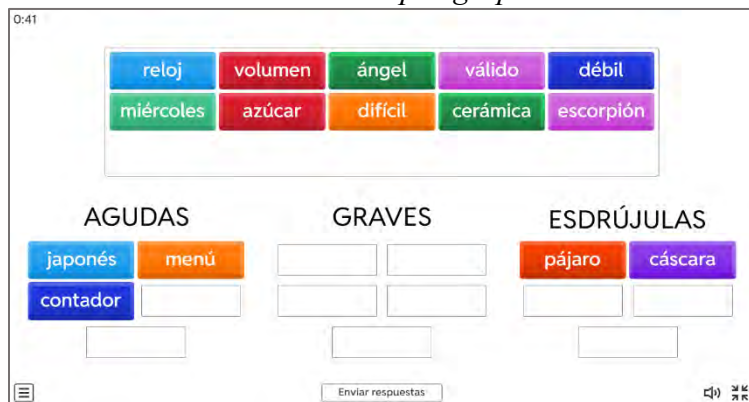 0:41
reloj volumen ángel válido débil
miércoles azúcar difícil cerámica escorpión
AGUDAS GRAVES ESDRÚJULAS
japonés menú pájaro cáscara
contador
Enviar respuestas